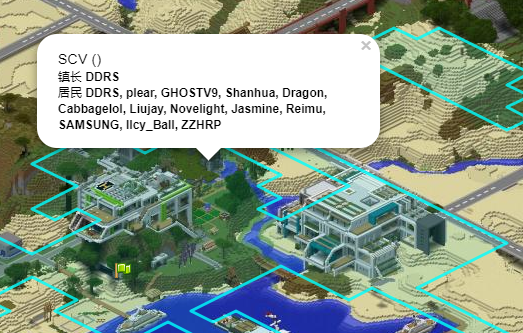 SCV ()
镇长 DDRS
居民 DDRS, plear, GHOSTV9, Shanhua, Dragon,
Cabbagelol, Liujay, Novelight, Jasmine, Reimu,
SAMSUNG, IIcy_Ball, ZZHRP